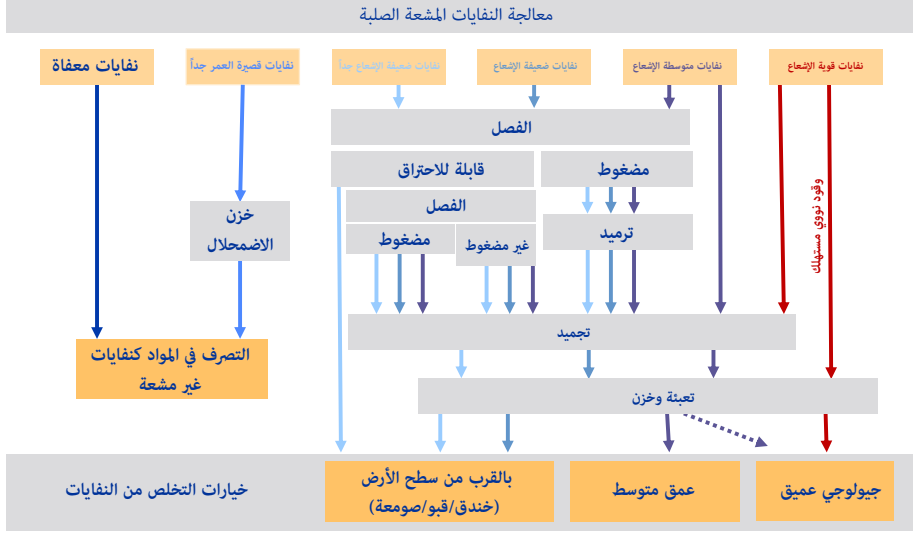 معالجة النفايات المشعة الصلبة
نفايات قوية الإشعاع
نفايات متوسطة الإشعاع
نفايات ضعيفة الإشعاع
نفايات ضعيفة الإشعاع جداً
نفايات قصيرة العمر جداً
نفايات معفاة
الفصل
مضغوط
قابلة للاحتراق
وقود نووي مستهلك
الفصل
خزن
الاضمحلال
ترميد
غير مضغوط
مضغوط
تجميد
التصرف في المواد كنفايات
غير مشعة
تعبئة وخزن
جيولوجي عميق
عمق متوسط
بالقرب من سطح الأرض
(خندق/قبو/صومعة)
خيارات التخلص من النفايات